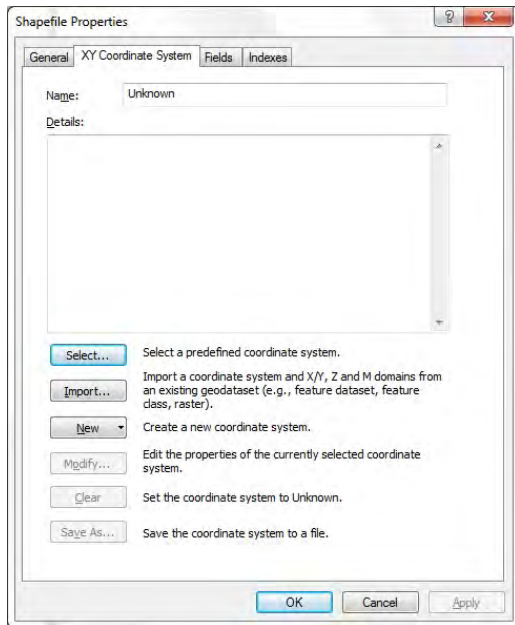 Shapefile Properties
General XY Coordinate System Fields Indexes
Name: Unknown
Details:
Select... Select a predefined coordinate system.
Import... Import a coordinate system and X/Y, Z and M domains from
an existing geodataset (e.g., feature dataset, feature
class, raster).
New Create a new coordinate system.
Modify... Edit the properties of the currently selected coordinate
system.
Clear Set the coordinate system to Unknown.
Save As... Save the coordinate system to a file.
OK Cancel Apply